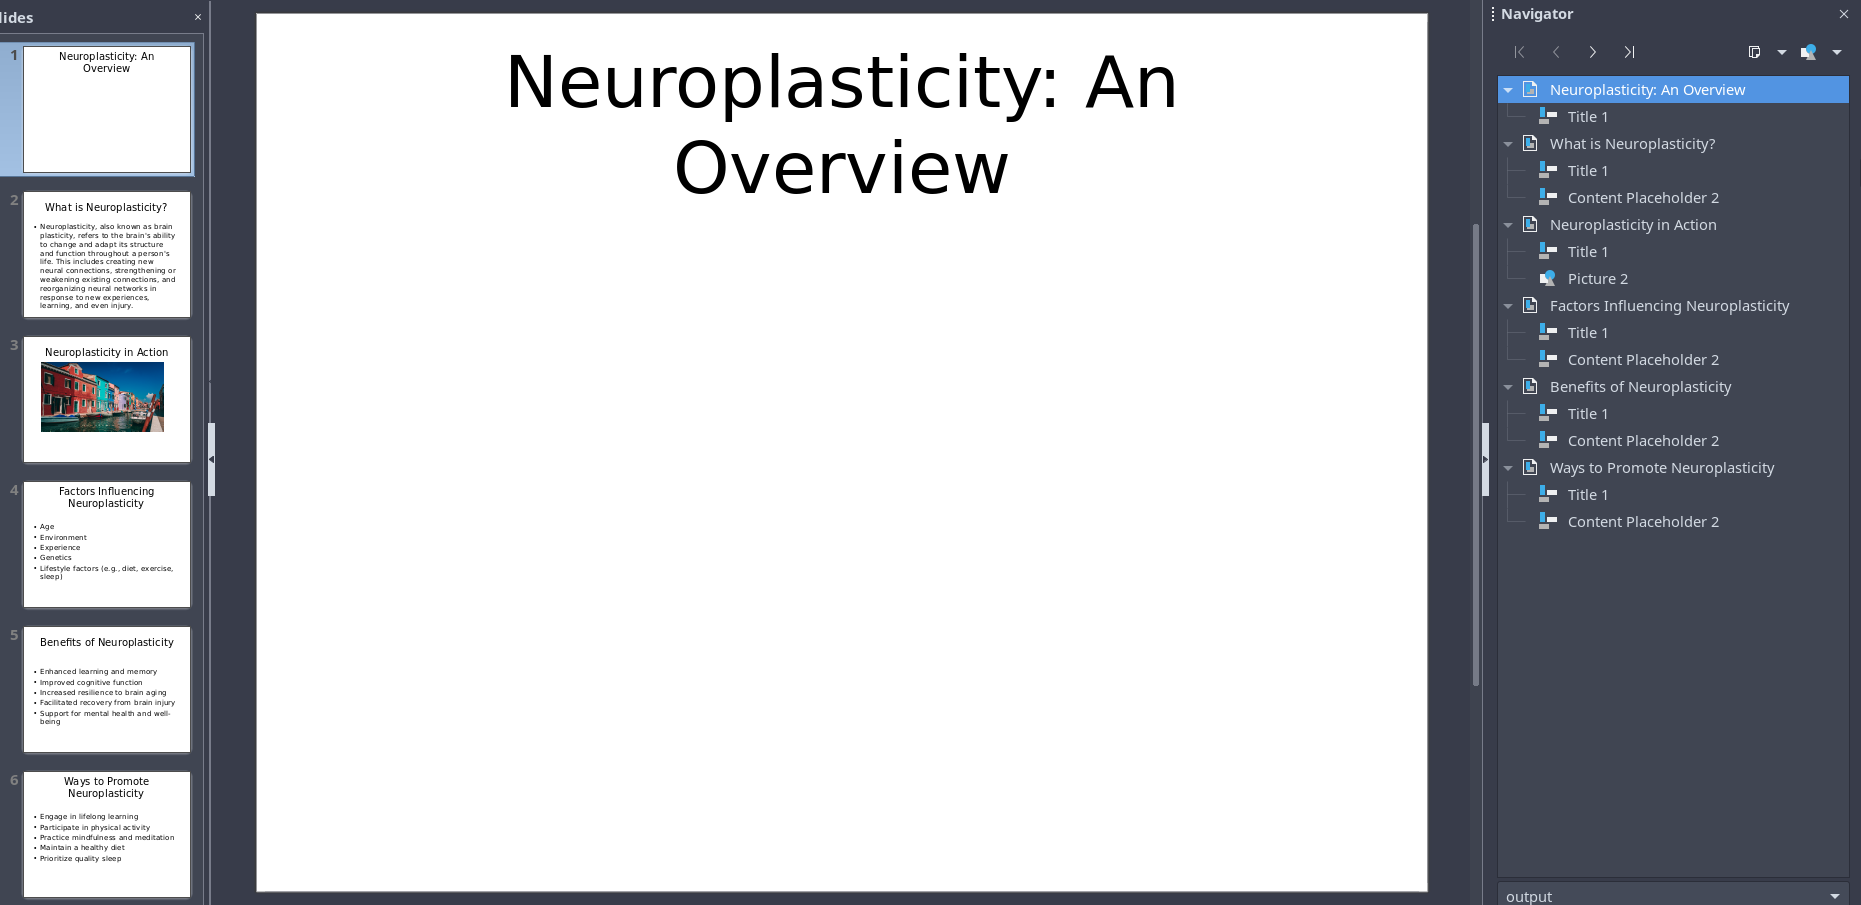 lides
1
Neuroplasticity: An
Overview
2
What is Neuroplasticity?
• Neuroplasticity, also known as brain
plasticity, refers to the brain's ability
to change and adapt its structure
and function throughout a person's
life. This includes creating new
neural connections, strengthening or
weakening existing connections, and
reorganizing neural networks in
response to new experiences,
learning, and even injury.
3
Neuroplasticity in Action
4
Factors Influencing
Neuroplasticity
• Age
• Environment
• Experience
• Genetics
• Lifestyle factors (e.g., diet, exercise,
sleep)
5
Benefits of Neuroplasticity
• Enhanced learning and memory
• Improved cognitive function
• Increased resilience to brain aging
• Facilitated recovery from brain injury
• Support for mental health and well-
being
6
Ways to Promote
Neuroplasticity
• Engage in lifelong learning
• Participate in physical activity
• Practice mindfulness and meditation
• Maintain a healthy diet
• Prioritize quality sleep
Neuroplasticity: An
Overview
Navigator
Neuroplasticity: An Overview
Title 1
What is Neuroplasticity?
Title 1
Content Placeholder 2
Neuroplasticity in Action
Title 1
Picture 2
Factors Influencing Neuroplasticity
Title 1
Content Placeholder 2
Benefits of Neuroplasticity
Title 1
Content Placeholder 2
Ways to Promote Neuroplasticity
Title 1
Content Placeholder 2
output